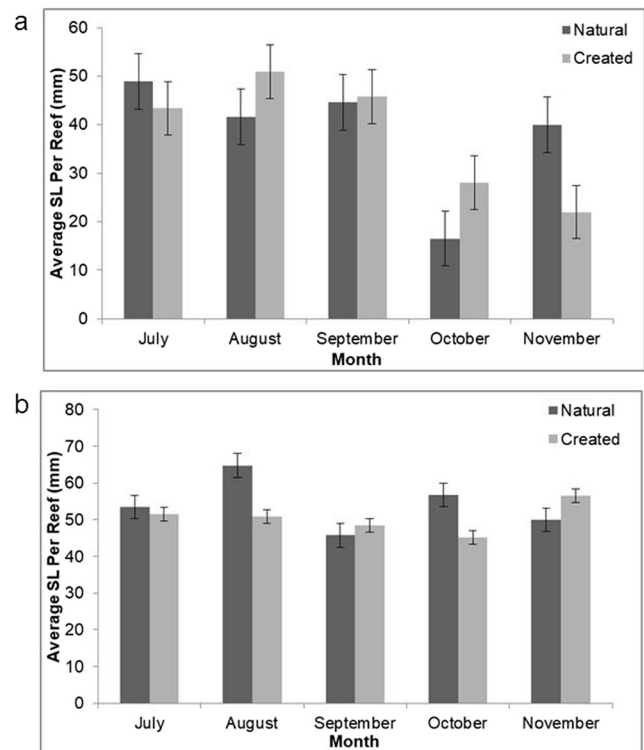 a
60
50
40
30
20
10
0
Average SL Per Reef (mm)
Natural
Created
July August September October November
Month
b
80
70
60
50
40
30
20
10
0
Average SL Per Reef (mm)
Natural
Created
July August September October November
Month